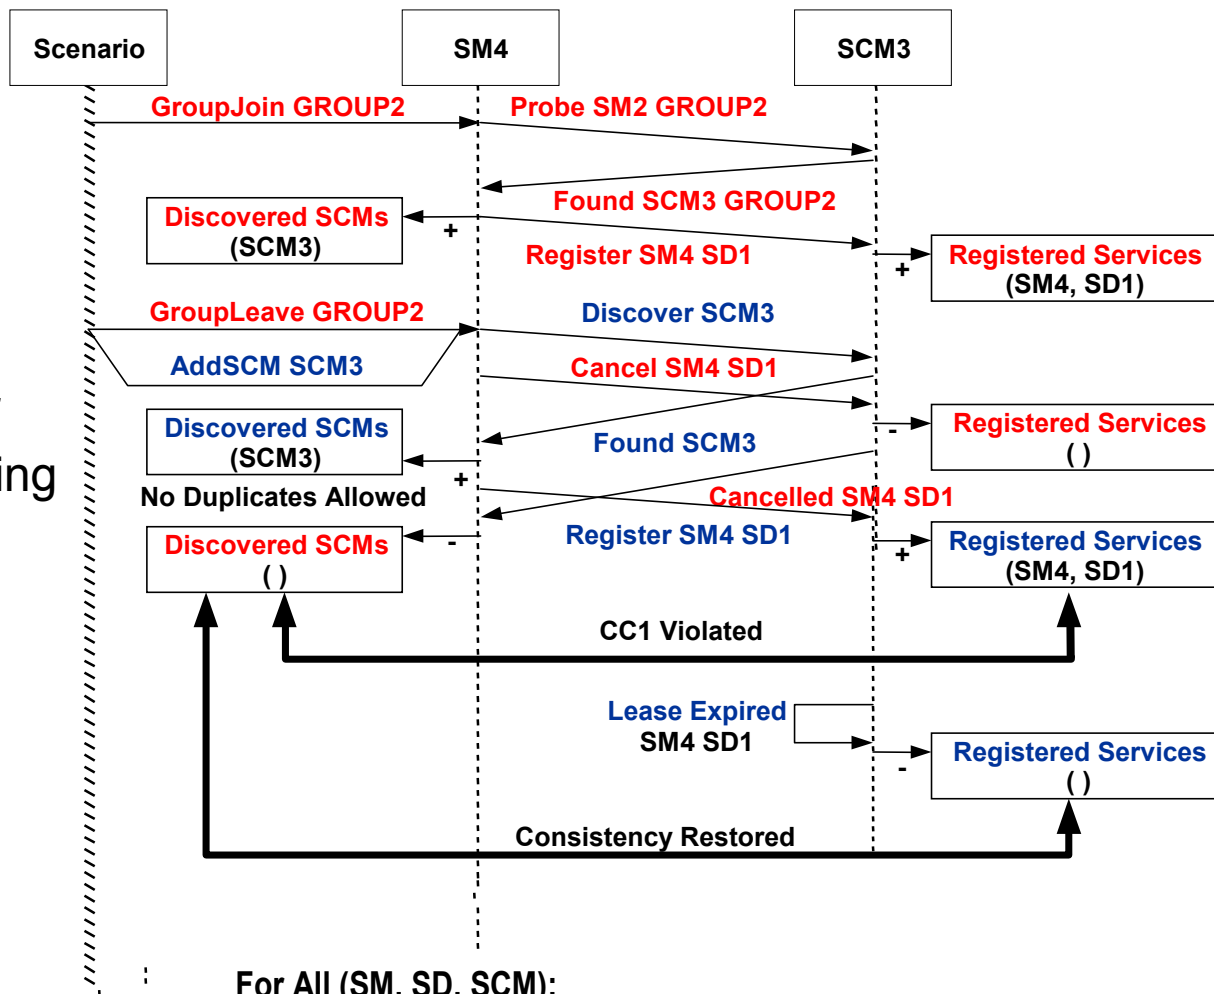 Scenario
SM4
SCM3
GroupJoin GROUP2
Probe SM2 GROUP2
Found SCM3 GROUP2
Discovered SCMs
(SCM3)
+
Register SM4 SD1
+
Registered Services
(SM4, SD1)
GroupLeave GROUP2
Discover SCM3
AddSCM SCM3
Cancel SM4 SD1
Discovered SCMs
(SCM3)
-
Registered Services
( )
Found SCM3
ing
+
No Duplicates Allowed
Cancelled SM4 SD1
Discovered SCMs
( )
-
Register SM4 SD1
+
Registered Services
(SM4, SD1)
CC1 Violated
Lease Expired
SM4 SD1
-
Registered Services
( )
Consistency Restored
For All (SM, SD, SCM):